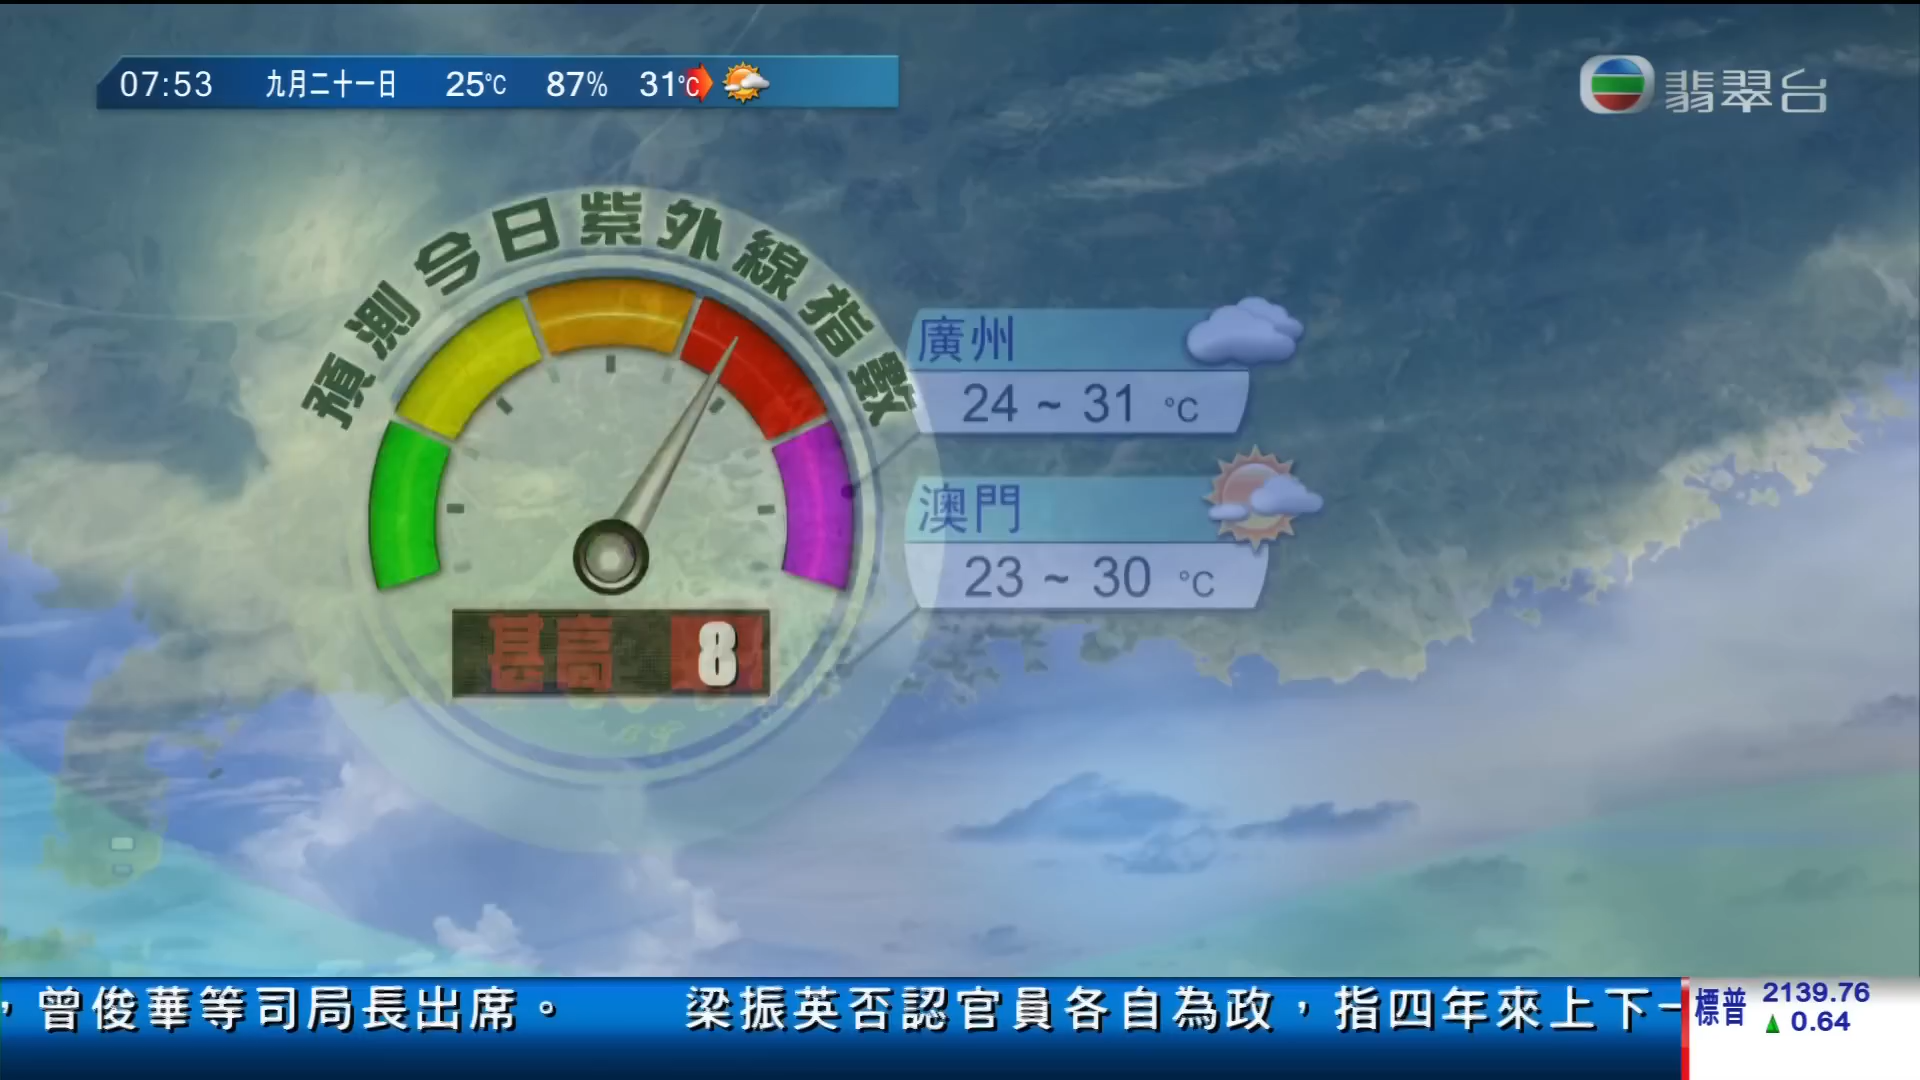 07:53 九月二十一日 25°C 87% 31°C
翡翠台
預測今日紫外線指數
甚高 8
廣州
24 ~ 31 °C
澳門
23 ~ 30 °C
，曾俊華等司局長出席。 梁振英否認官員各自為政，指四年來上下一
標普 2139.76
▲ 0.64